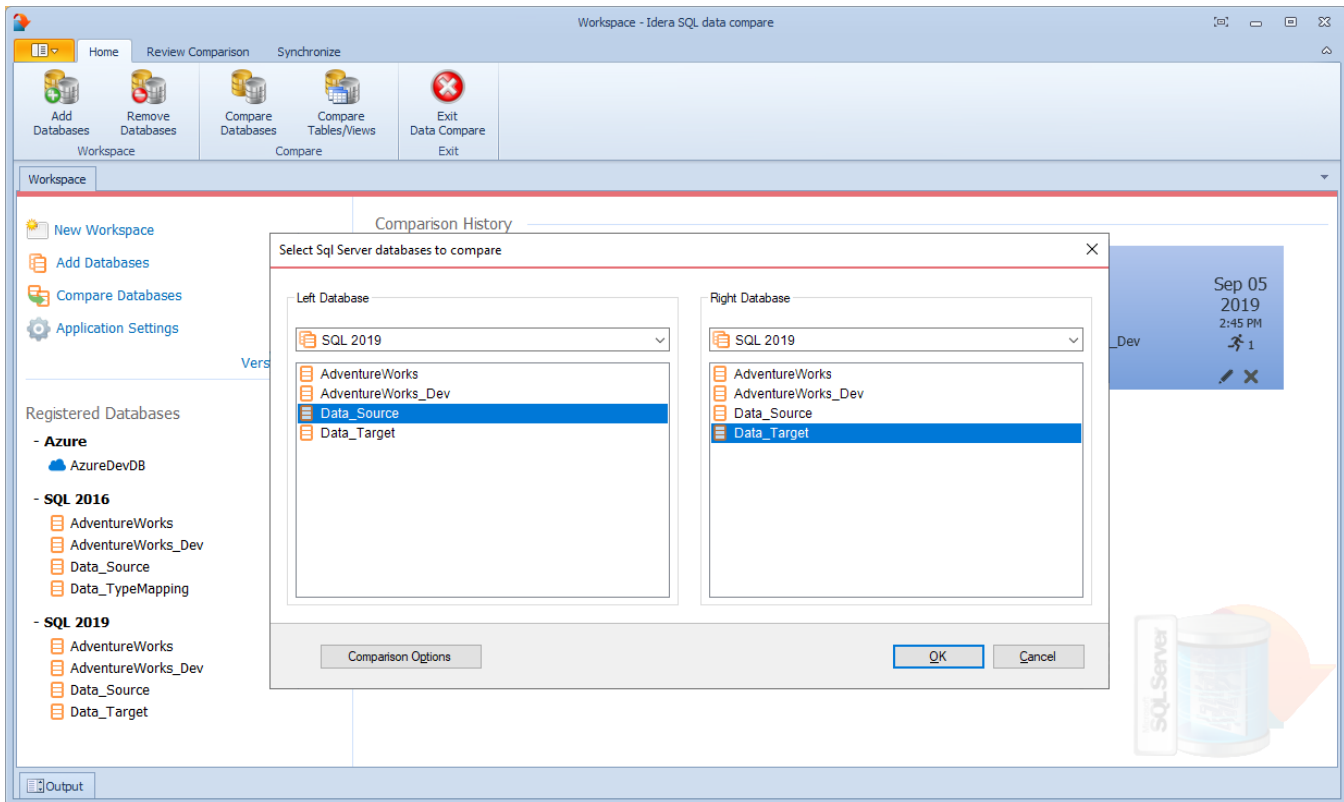 Workspace - Idera SQL data compare
Home Review Comparison Synchronize
Add Databases
Remove Databases
Compare Databases
Compare Tables/Views
Exit Data Compare
Workspace Compare Exit
Workspace
New Workspace
Add Databases
Compare Databases
Application Settings
Vers
Registered Databases
- Azure
AzureDevDB
- SQL 2016
AdventureWorks
AdventureWorks_Dev
Data_Source
Data_TypeMapping
- SQL 2019
AdventureWorks
AdventureWorks_Dev
Data_Source
Data_Target
Comparison History
Select Sql Server databases to compare
Left Database
SQL 2019
AdventureWorks
AdventureWorks_Dev
Data_Source
Data_Target
Right Database
SQL 2019
AdventureWorks
AdventureWorks_Dev
Data_Source
Data_Target
Comparison Options OK Cancel
_Dev
Sep 05
2019
2:45 PM
1
SQLServer
Output